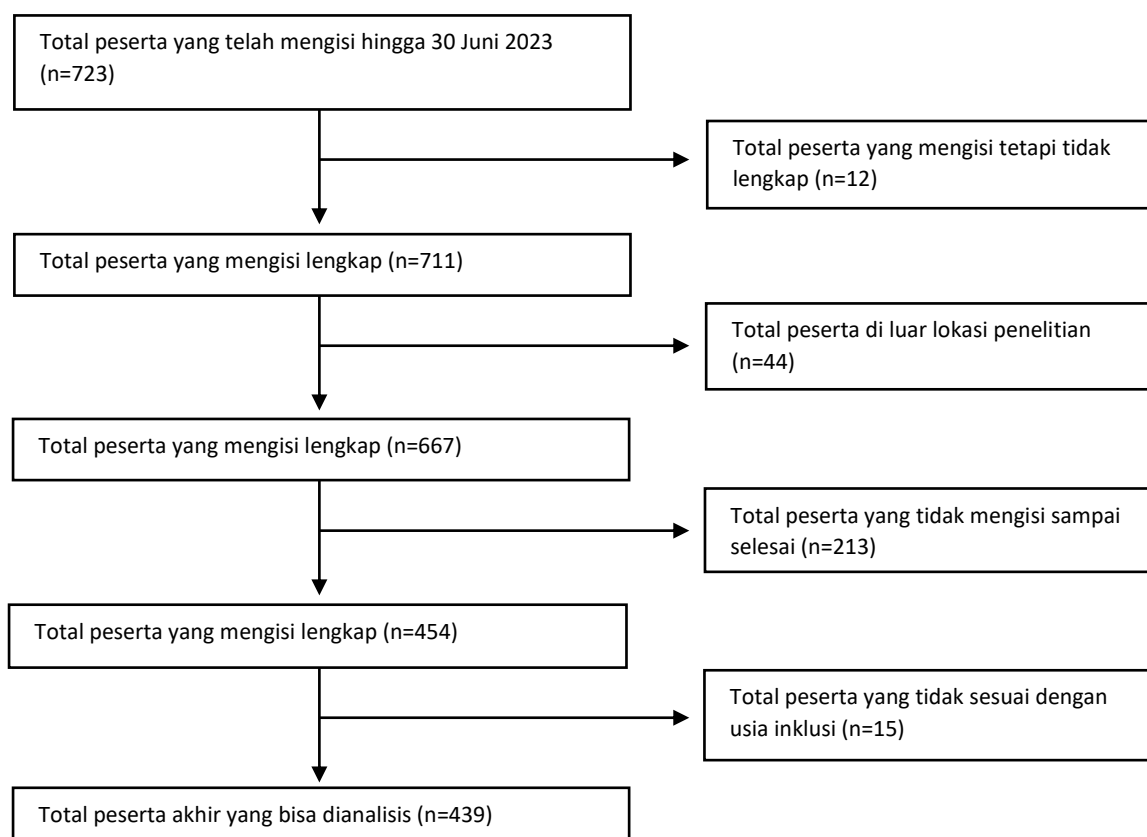 Total peserta yang telah mengisi hingga 30 Juni 2023
(n=723)
Total peserta yang mengisi tetapi tidak
lengkap (n=12)
Total peserta yang mengisi lengkap (n=711)
Total peserta di luar lokasi penelitian
(n=44)
Total peserta yang mengisi lengkap (n=667)
Total peserta yang tidak mengisi sampai
selesai (n=213)
Total peserta yang mengisi lengkap (n=454)
Total peserta yang tidak sesuai dengan
usia inklusi (n=15)
Total peserta akhir yang bisa dianalisis (n=439)